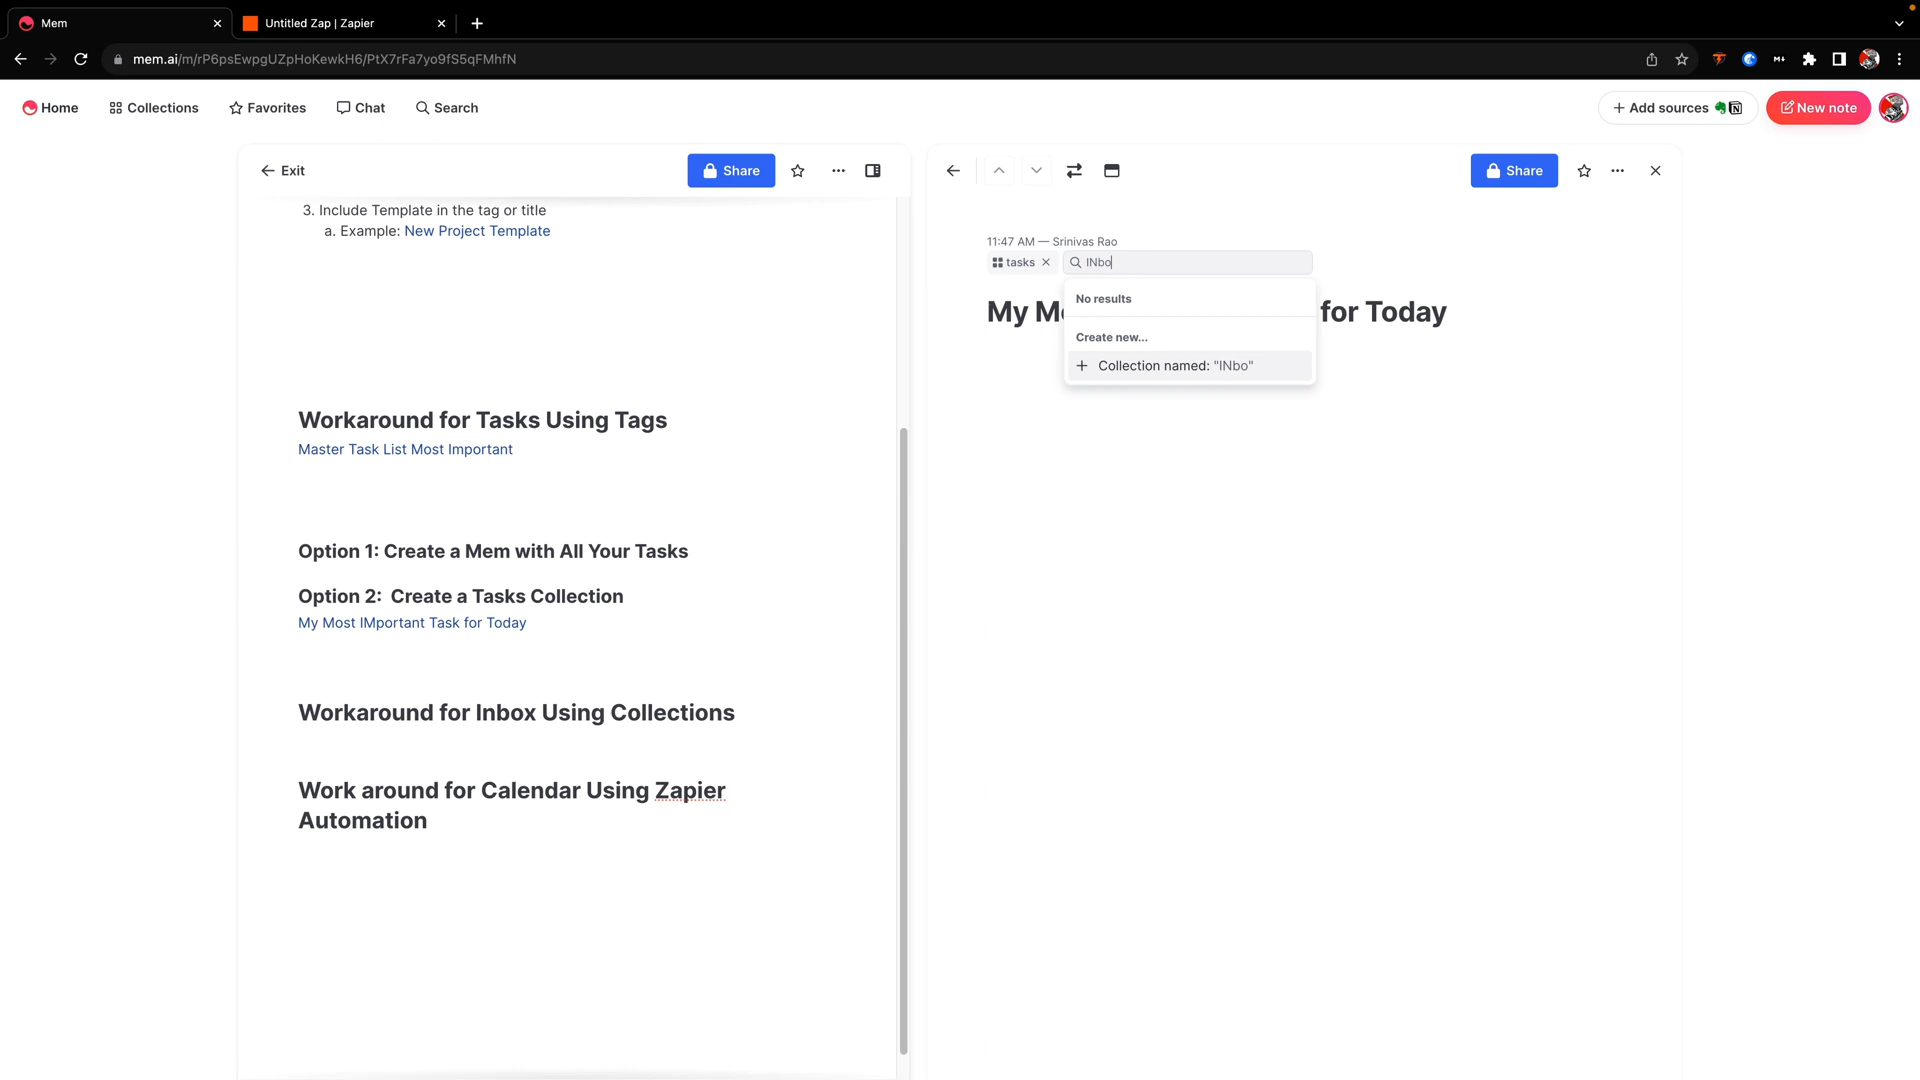 Mem
Untitled Zap | Zapier
mem.ai/m/rP6psEwpgUZpHoKewkH6/PtX7rFa7yo9fS5qFMhfN
Home
Collections
Favorites
Chat
Search
Add sources
New note
Exit
Share
Share
3. Include Template in the tag or title
a. Example: New Project Template
Workaround for Tasks Using Tags
Master Task List Most Important
Option 1: Create a Mem with All Your Tasks
Option 2: Create a Tasks Collection
My Most IMportant Task for Today
Workaround for Inbox Using Collections
Work around for Calendar Using Zapier
Automation
11:47 AM — Srinivas Rao
tasks
INbo
My M
for Today
No results
Create new...
Collection named: "INbo"